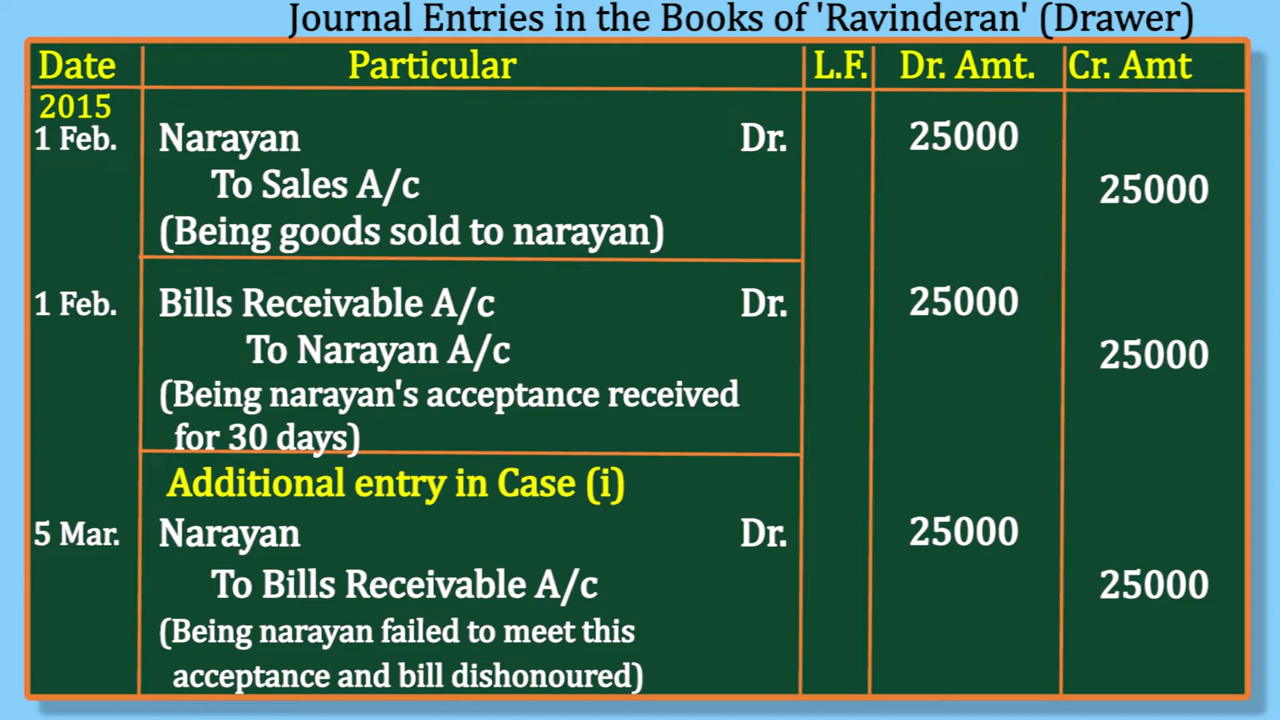 Journal Entries in the Books of 'Ravinderan' (Drawer)
Date Particular L.F. Dr. Amt. Cr. Amt
2015
1 Feb. Narayan Dr. 25000
To Sales A/c 25000
(Being goods sold to narayan)
1 Feb. Bills Receivable A/c Dr. 25000
To Narayan A/c 25000
(Being narayan's acceptance received
for 30 days)
Additional entry in Case (i)
5 Mar. Narayan Dr. 25000
To Bills Receivable A/c 25000
(Being narayan failed to meet this
acceptance and bill dishonoured)